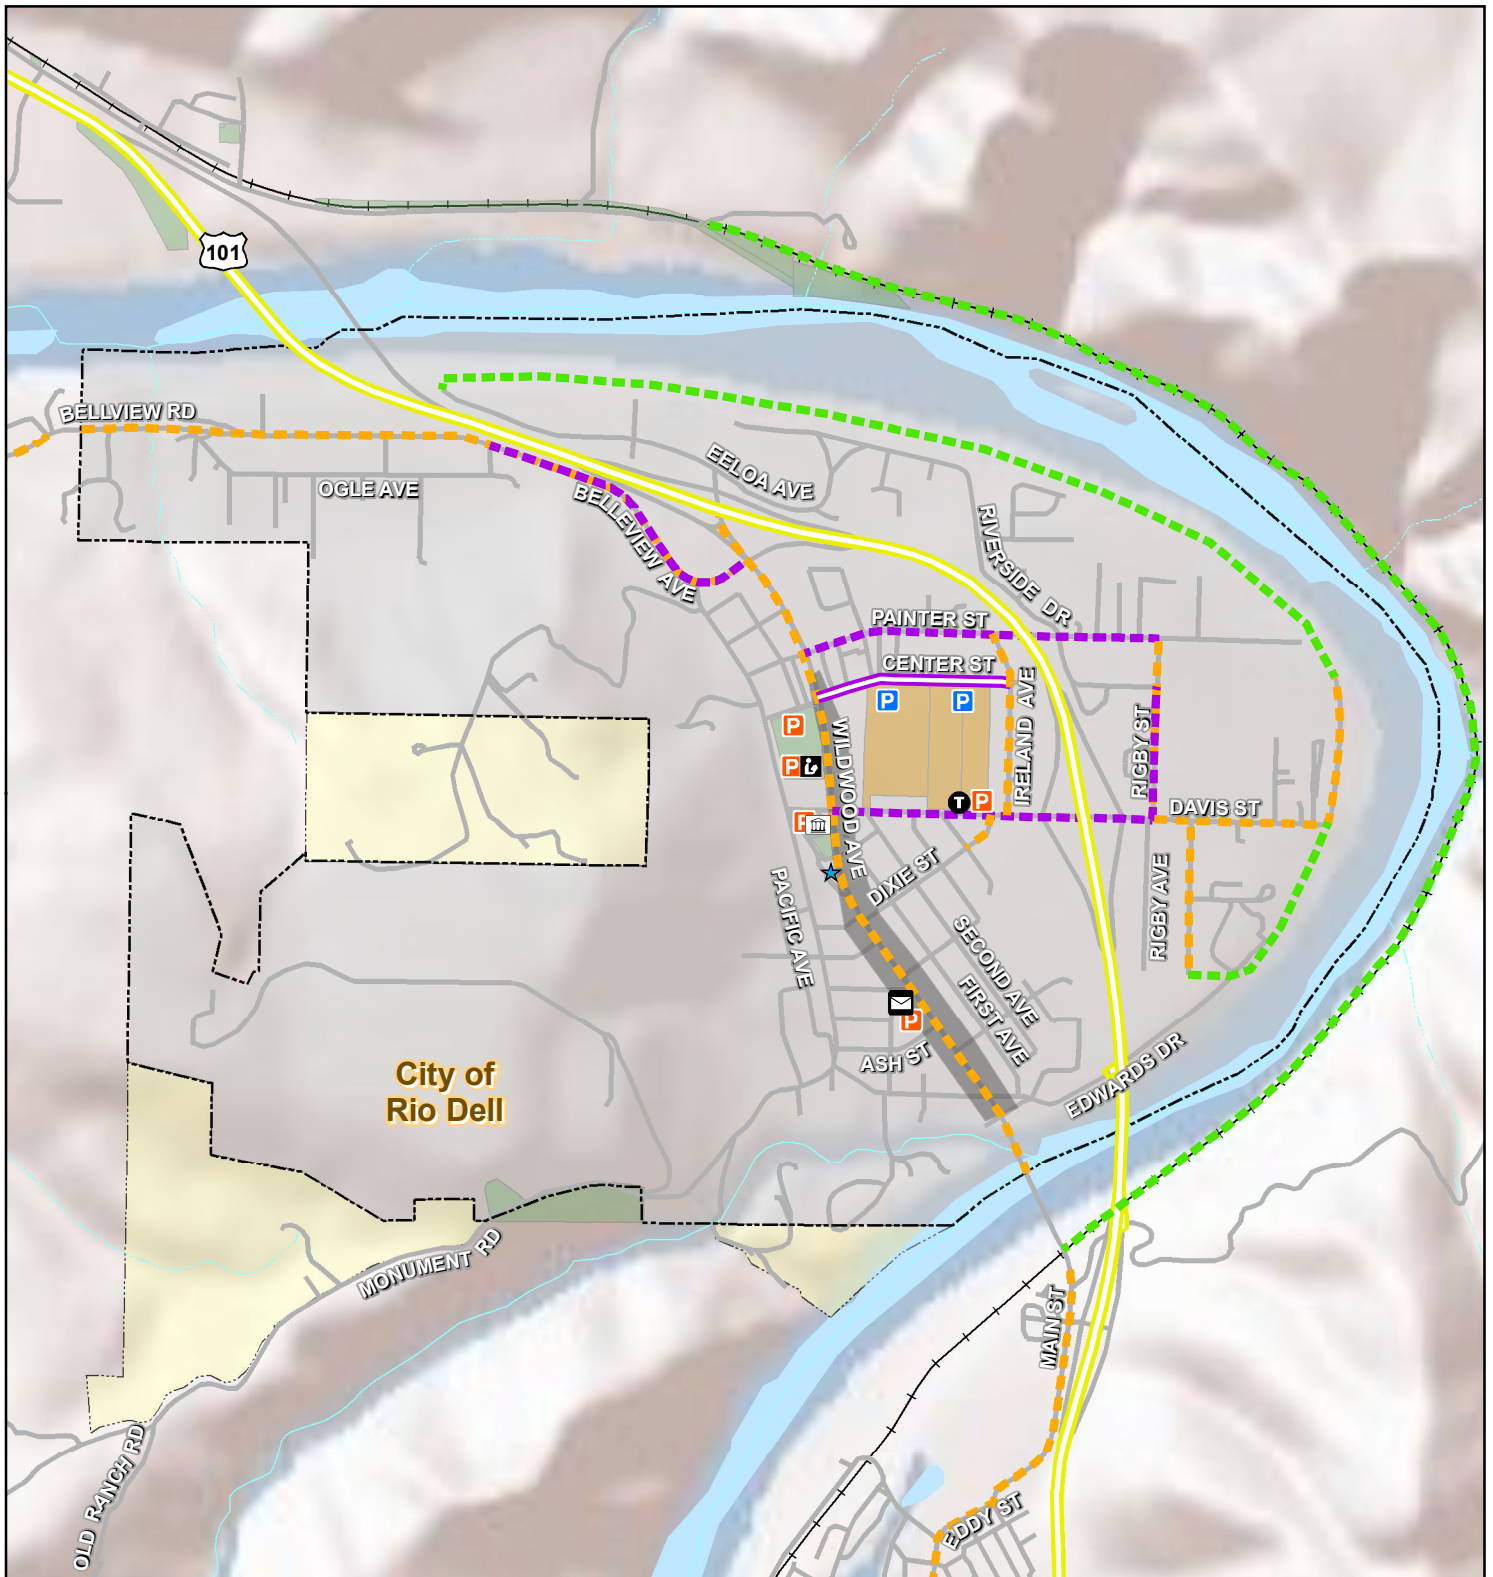 101
BELLVIEW RD
OGLE AVE
EELOA AVE
BELLEVIEW AVE
RIVERSIDE DR
PAINTER ST
CENTER ST
P
P
IRELAND AVE
P
WILDWOOD AVE
RIGBY ST
P
T
P
DAVIS ST
P
DIXIE ST
PACIFIC AVE
RIGBY AVE
SECOND AVE
FIRST AVE
P
ASH ST
EDWARDS DR
City of
Rio Dell
MONUMENT RD
MAIN ST
OLD RANCH RD
EDDY ST